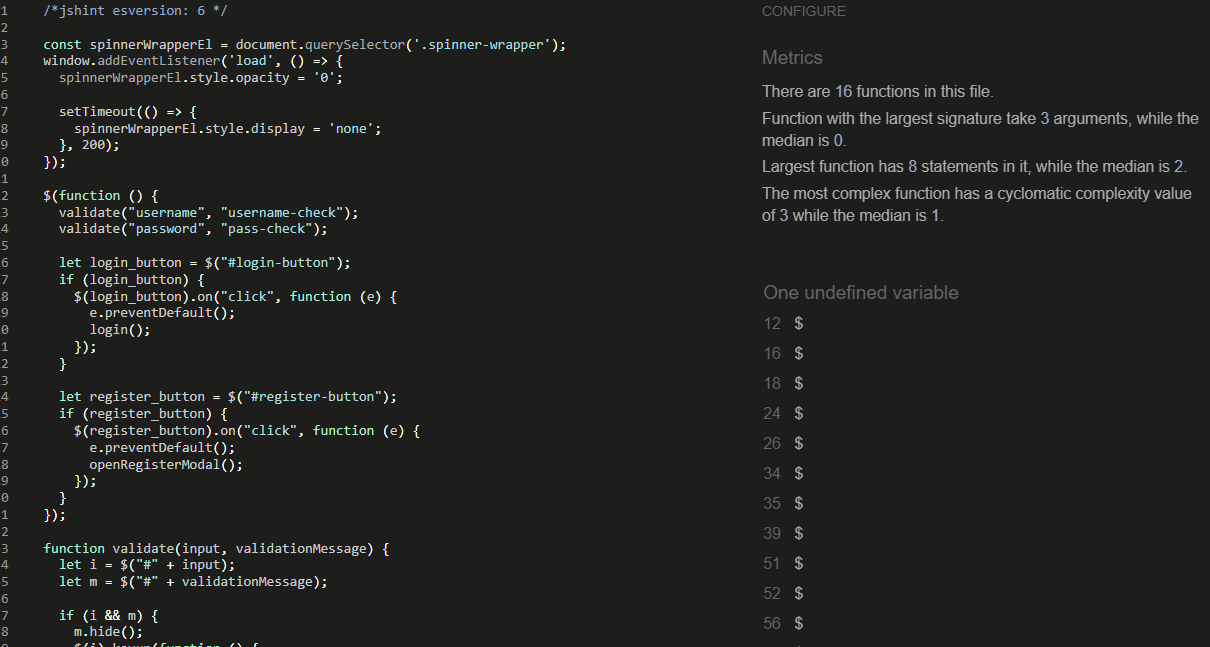 1 /*jshint esversion: 6 */
2
3 const spinnerWrapperEl = document.querySelector('.spinner-wrapper');
4 window.addEventListener('load', () => {
5 spinnerWrapperEl.style.opacity = '0';
6
7 setTimeout(() => {
8 spinnerWrapperEl.style.display = 'none';
9 }, 200);
0 });
1
2 $(function () {
3 validate("username", "username-check");
4 validate("password", "pass-check");
5
6 let login_button = $("#login-button");
7 if (login_button) {
8 $(login_button).on("click", function (e) {
9 e.preventDefault();
0 login();
1 });
2 }
3
4 let register_button = $("#register-button");
5 if (register_button) {
6 $(register_button).on("click", function (e) {
7 e.preventDefault();
8 openRegisterModal();
9 });
0 }
1 });
2
3 function validate(input, validationMessage) {
4 let i = $("#" + input);
5 let m = $("#" + validationMessage);
6
7 if (i && m) {
8 m.hide();
CONFIGURE
Metrics
There are 16 functions in this file.
Function with the largest signature take 3 arguments, while the
median is 0.
Largest function has 8 statements in it, while the median is 2.
The most complex function has a cyclomatic complexity value
of 3 while the median is 1.
One undefined variable
12 $
16 $
18 $
24 $
26 $
34 $
35 $
39 $
51 $
52 $
56 $